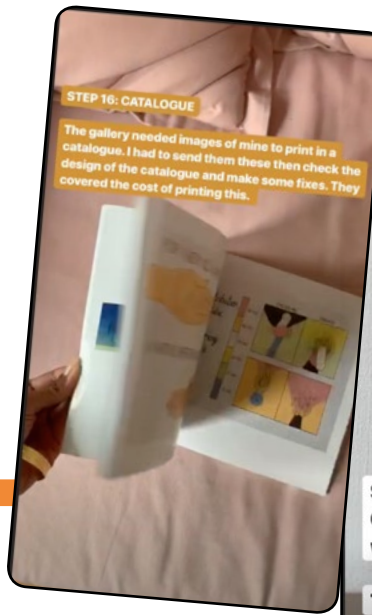 STEP 16: CATALOGUE
The gallery needed images of mine to print in a
catalogue. I had to send them these then check the
design of the catalogue and make some fixes. They
covered the cost of printing this.